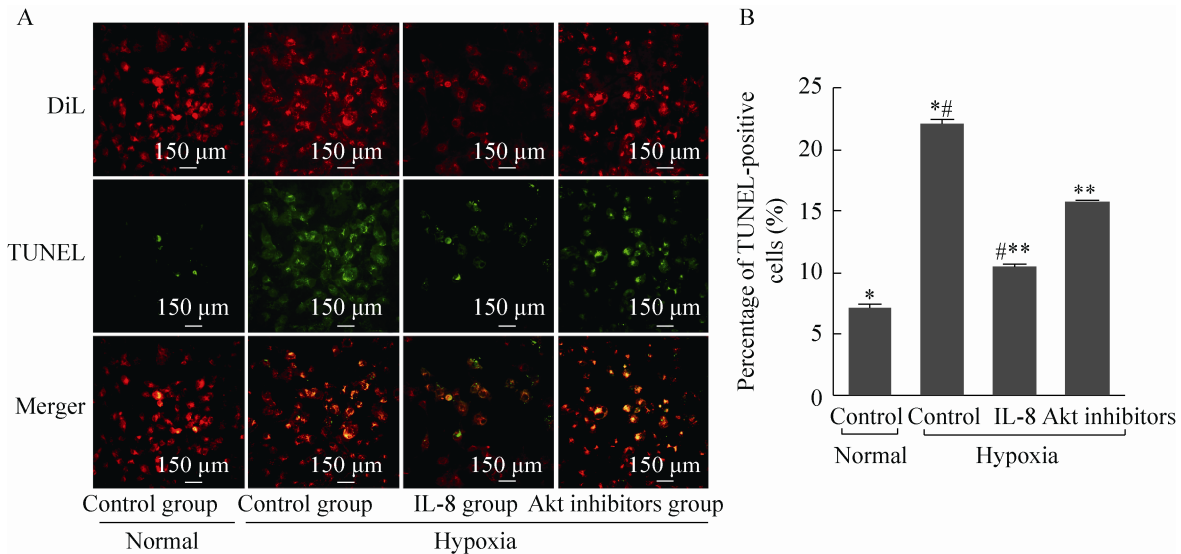 A
DiL
150 µm 150 µm 150 µm 150 µm
TUNEL
150 µm 150 µm 150 µm 150 µm
Merger
150 µm 150 µm 150 µm 150 µm
Control group Control group IL-8 group Akt inhibitors group
Normal Hypoxia
B
Percentage of TUNEL-positive
cells (%)
25
20
15
10
5
0
*
*#
#**
**
Control Control IL-8 Akt inhibitors
Normal Hypoxia